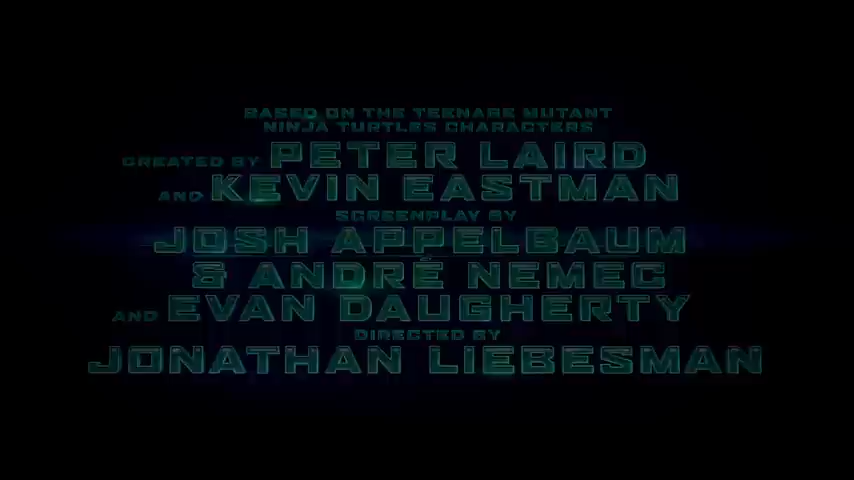 BASED ON THE TEENAGE MUTANT
NINJA TURTLES CHARACTERS
CREATED BY PETER LAIRD
AND KEVIN EASTMAN
SCREENPLAY BY
JOSH APPELBAUM
& ANDRÉ NEMEC
AND EVAN DAUGHERTY
DIRECTED BY
JONATHAN LIEBESMAN